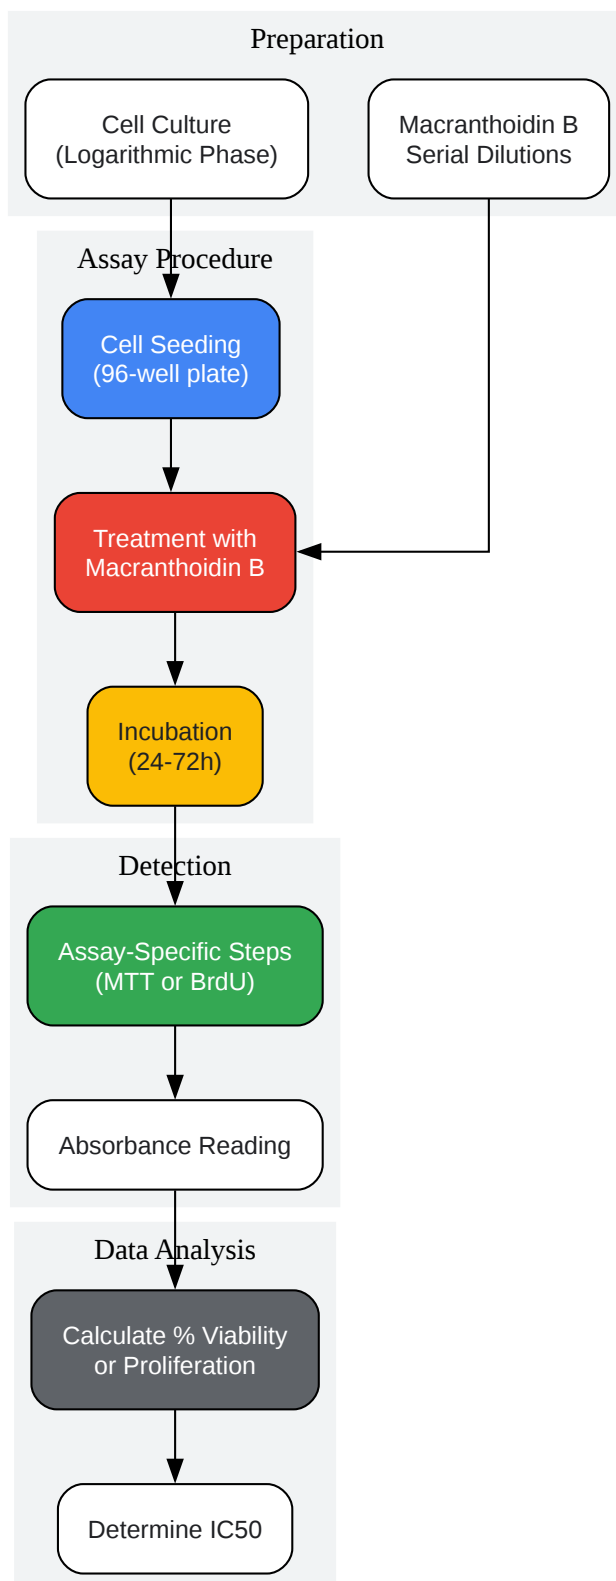 Preparation
Cell Culture
(Logarithmic Phase)
Macranthoidin B
Serial Dilutions
Assay Procedure
Cell Seeding
(96-well plate)
Treatment with
Macranthoidin B
Incubation
(24-72h)
Detection
Assay-Specific Steps
(MTT or BrdU)
Absorbance Reading
Data Analysis
Calculate % Viability
or Proliferation
Determine IC50